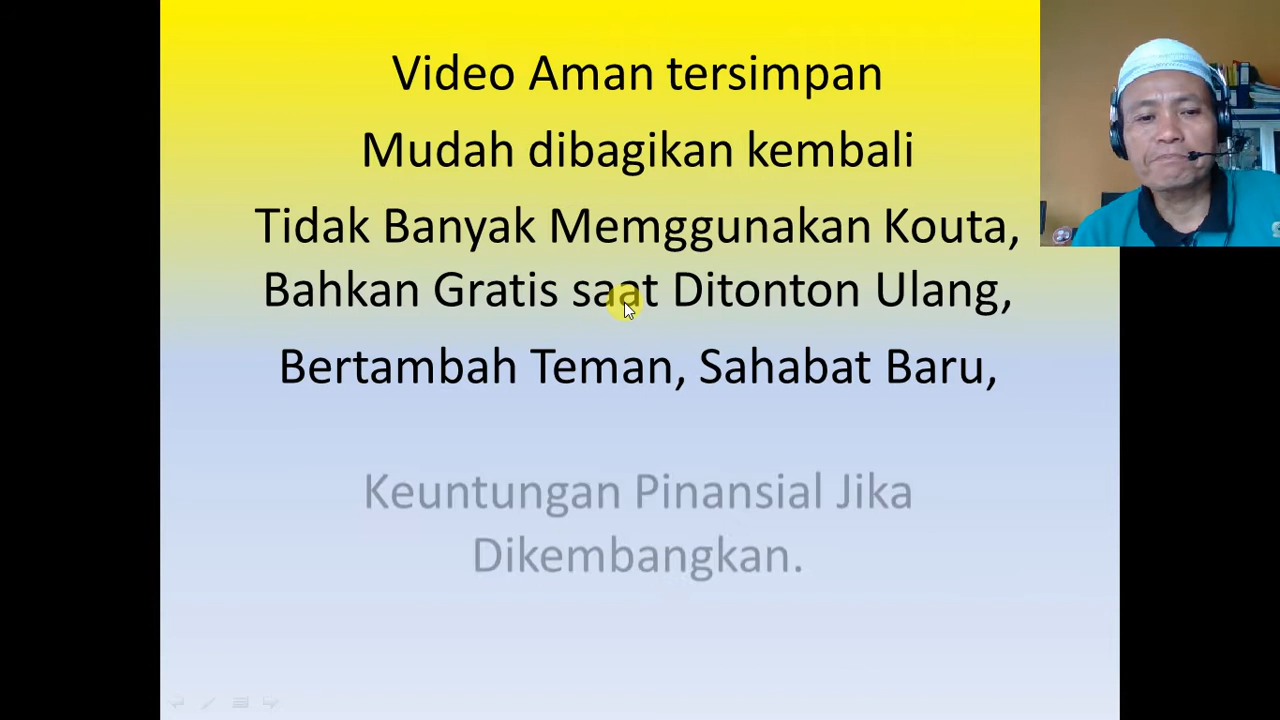 Video Aman tersimpan
Mudah dibagikan kembali
Tidak Banyak Memggunakan Kouta,
Bahkan Gratis saat Ditonton Ulang,
Bertambah Teman, Sahabat Baru,
Keuntungan Pinansial Jika
Dikembangkan.